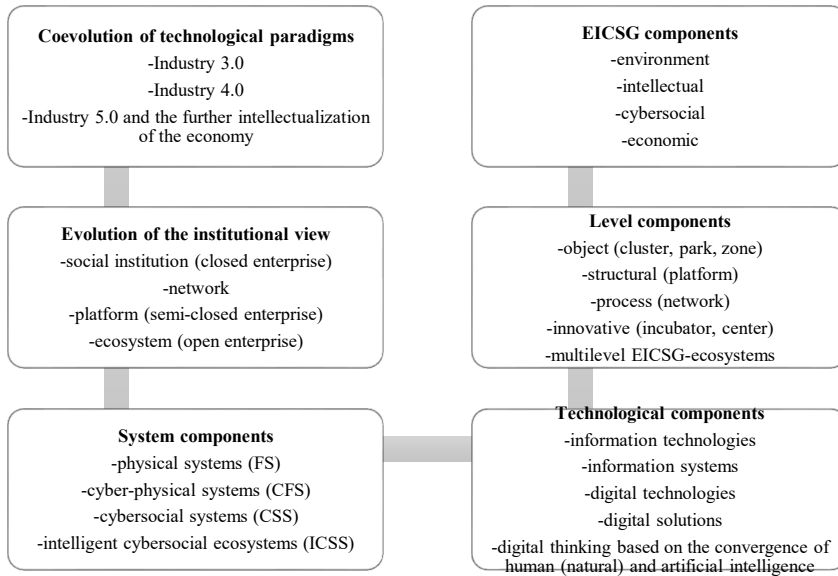 Coevolution of technological paradigms
-Industry 3.0
-Industry 4.0
-Industry 5.0 and the further intellectualization
of the economy
Evolution of the institutional view
-social institution (closed enterprise)
-network
-platform (semi-closed enterprise)
-ecosystem (open enterprise)
System components
-physical systems (FS)
-cyber-physical systems (CFS)
-cybersocial systems (CSS)
-intelligent cybersocial ecosystems (ICSS)
Technological components
-information technologies
-information systems
-digital technologies
-digital solutions
-digital thinking based on the convergence of
human (natural) and artificial intelligence
Level components
-object (cluster, park, zone)
-structural (platform)
-process (network)
-innovative (incubator, center)
-multilevel EICSG-ecosystems
EICSG components
-environment
-intellectual
-cybersocial
-economic